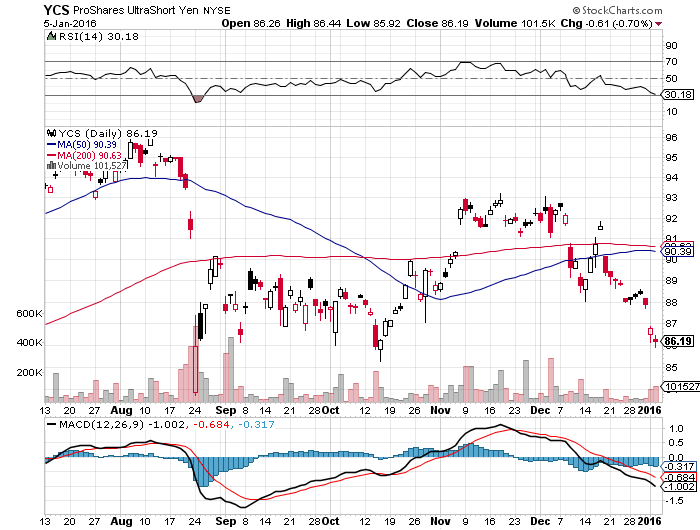 YCS ProShares UltraShort Yen NYSE
© StockCharts.com
5-Jan-2016
Open 86.26 High 86.44 Low 85.92 Close 86.19 Volume 101.5K Chg -0.61 (-0.70%)
RSI(14) 30.18
90
70
50
30.18
10
YCS (Daily) 86.19
MA(50) 90.39
MA(200) 90.63
Volume 101,527
96
95
94
93
92
91
90.39
90
89
88
87
86.19
85
600K
400K
200K
101527
13 20 27 Aug 10 17 24 Sep 8 14 21 28 Oct 12 19 26 Nov 9 16 23 Dec 7 14 21 28 2016
MACD(12,26,9) -1.002, -0.684, -0.317
1.0
0.5
0.0
-0.317
-0.684
-1.002
-1.5
13 20 27 Aug 10 17 24 Sep 8 14 21 28 Oct 12 19 26 Nov 9 16 23 Dec 7 14 21 28 2016